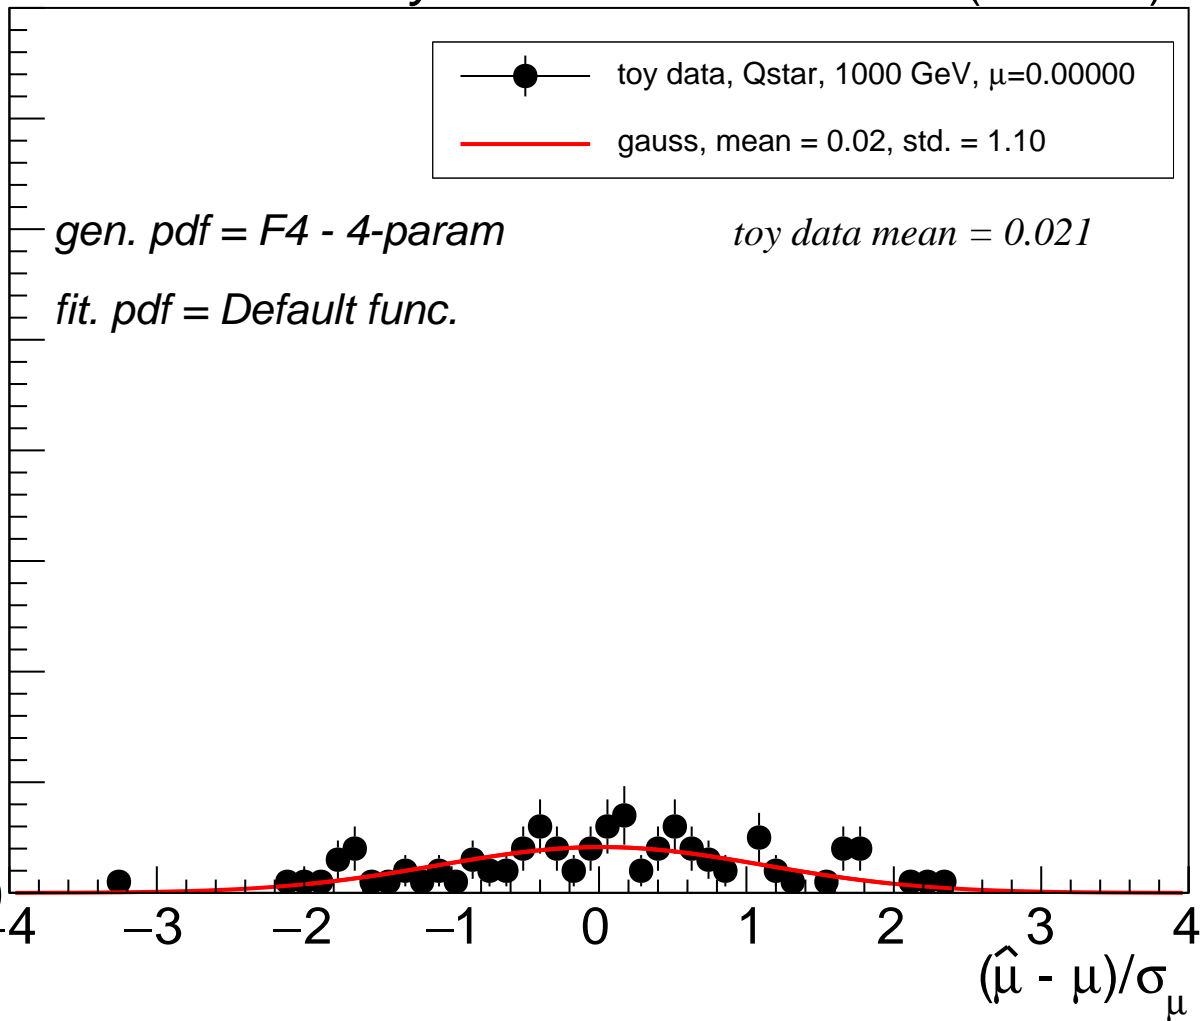 toy data, Qstar, 1000 GeV, μ=0.00000
gauss, mean = 0.02, std. = 1.10
gen. pdf = F4 - 4-param
toy data mean = 0.021
fit. pdf = Default func.
−4 −3 −2 −1 0 1 2 3 4
(μ̂ - μ)/σ_μ